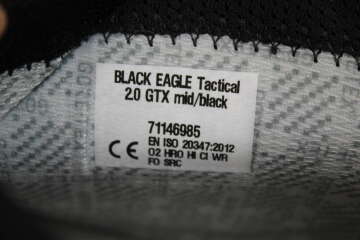 BLACK EAGLE Tactical
2.0 GTX mid/black
71146985
EN ISO 20347:2012
CE O2 HRO HI CI WR
FO SRC